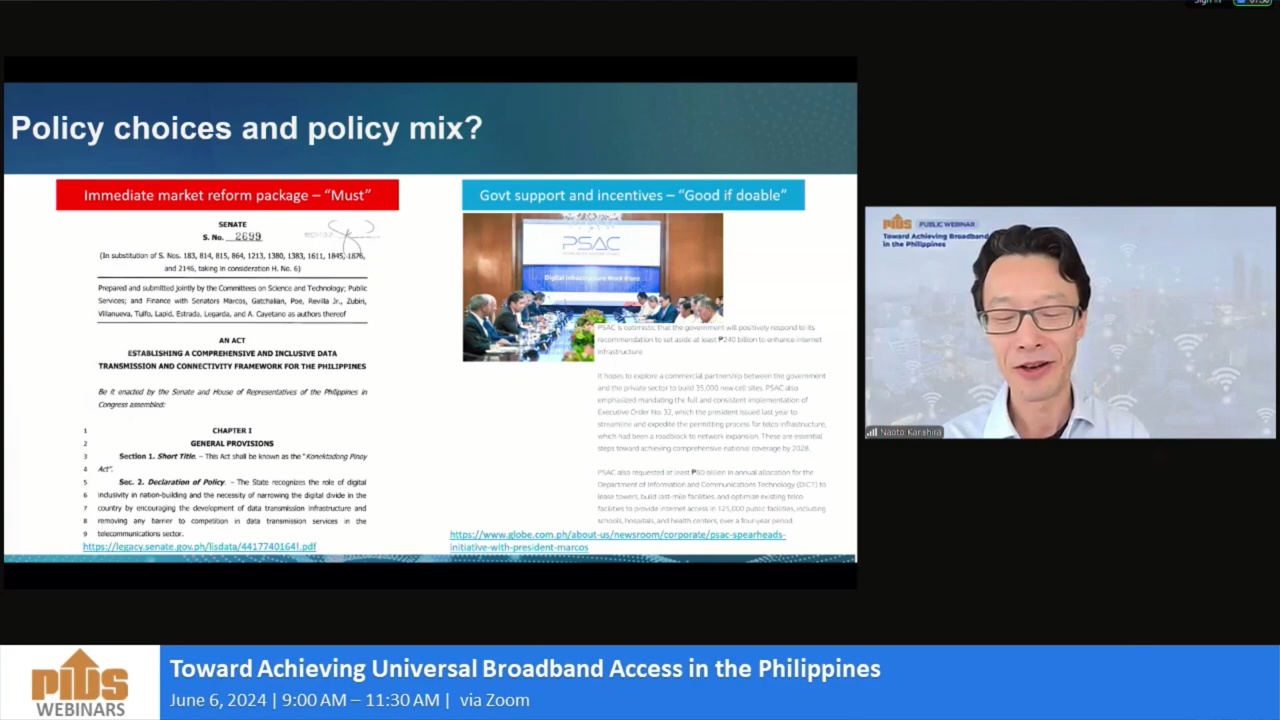 Sign in
Policy choices and policy mix?
Immediate market reform package – “Must”
SENATE
S. No. 2699
(In substitution of S. Nos. 183, 814, 815, 864, 1213, 1380, 1383, 1611, 1845, 1876,
and 2146, taking in consideration H. No. 6)
Prepared and submitted jointly by the Committees on Science and Technology; Public
Services; and Finance with Senators Marcos, Gatchalian, Poe, Revilla Jr., Zubiri,
Villanueva, Tulfo, Lapid, Estrada, Legarda, and A. Cayetano as authors thereof
AN ACT
ESTABLISHING A COMPREHENSIVE AND INCLUSIVE DATA
TRANSMISSION AND CONNECTIVITY FRAMEWORK FOR THE PHILIPPINES
Be it enacted by the Senate and House of Representatives of the Philippines in
Congress assembled:
1 CHAPTER I
2 GENERAL PROVISIONS
3 Section 1. Short Title. – This Act shall be known as the “Konektadong Pinoy
4 Act”.
5 Sec. 2. Declaration of Policy. – The State recognizes the role of digital
6 inclusivity in nation-building and the necessity of narrowing the digital divide in the
7 country by encouraging the development of data transmission infrastructure and
8 removing any barrier to competition in data transmission services in the
9 telecommunications sector.
https://legacy.senate.gov.ph/lisdata/4417740164!.pdf
Govt support and incentives – “Good if doable”
PSAC
Digital Infrastructure Work Plans
PSAC is optimistic that the government will positively respond to its
recommendation to set aside at least ₱240 billion to enhance internet
infrastructure.
It hopes to explore a commercial partnership between the government
and the private sector to build 35,000 new cell sites. PSAC also
emphasized mandating the full and consistent implementation of
Executive Order No. 32, which the president issued last year to
streamline and expedite the permitting process for telco infrastructure,
which had been a roadblock to network expansion. These are essential
steps toward achieving comprehensive national coverage by 2028.
PSAC also requested at least ₱60 billion in annual allocation for the
Department of Information and Communications Technology (DICT) to
lease towers, build last-mile facilities, and optimize existing telco
facilities to provide internet access in 125,000 public facilities, including
schools, hospitals, and health centers, over a four-year period.
https://www.globe.com.ph/about-us/newsroom/corporate/psac-spearheads-
initiative-with-president-marcos
PIDS PUBLIC WEBINAR
Toward Achieving Broadband
in the Philippines
Naoto Kanehira
PIDS
WEBINARS
Toward Achieving Universal Broadband Access in the Philippines
June 6, 2024 | 9:00 AM – 11:30 AM | via Zoom